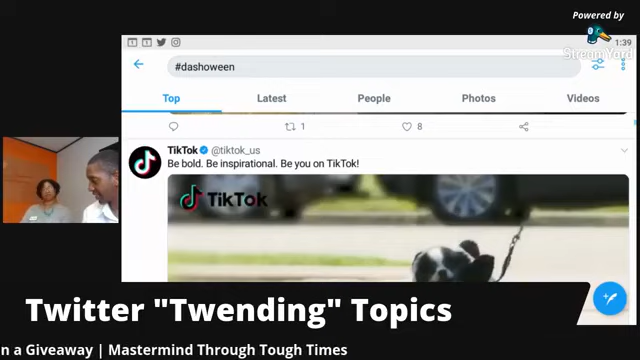 Powered by
StreamYard
1:39
#dashoween
Top Latest People Photos Videos
1 8
TikTok @tiktok_us
Be bold. Be inspirational. Be you on TikTok!
TikTok
Twitter "Twending" Topics
n a Giveaway | Mastermind Through Tough Times